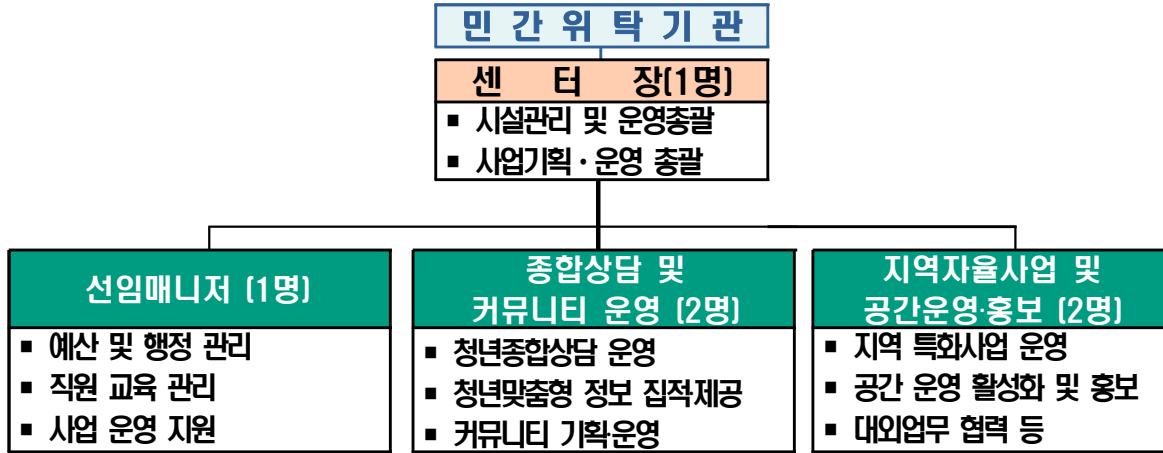 민 간 위 탁 기 관
센 터 장(1명)
▪ 시설관리 및 운영총괄
▪ 사업기획·운영 총괄
선임매니저 (1명)
▪ 예산 및 행정 관리
▪ 직원 교육 관리
▪ 사업 운영 지원
종합상담 및
커뮤니티 운영 (2명)
▪ 청년종합상담 운영
▪ 청년맞춤형 정보 집적·제공
▪ 커뮤니티 기획·운영
지역자율사업 및
공간운영·홍보 (2명)
▪ 지역 특화사업 운영
▪ 공간 운영 활성화 및 홍보
▪ 대외업무 협력 등